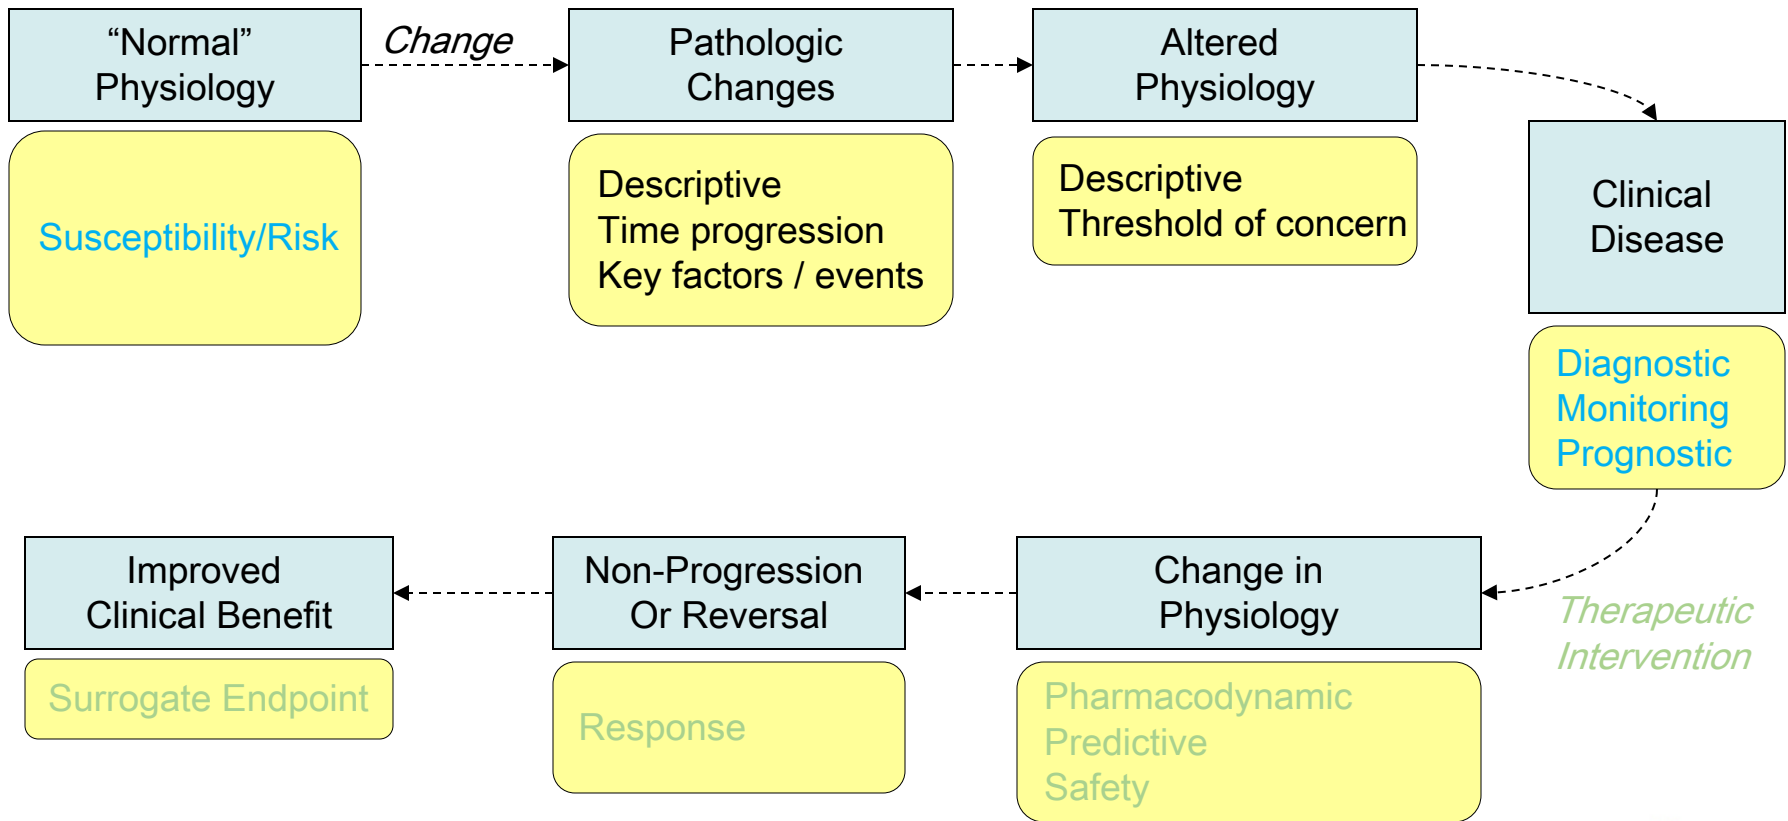 “Normal”
Physiology
Change
Pathologic
Changes
Altered
Physiology
Susceptibility/Risk
Descriptive
Time progression
Key factors / events
Descriptive
Threshold of concern
Clinical
Disease
Diagnostic
Monitoring
Prognostic
Therapeutic
Intervention
Change in
Physiology
Pharmacodynamic
Predictive
Safety
Non-Progression
Or Reversal
Response
Improved
Clinical Benefit
Surrogate Endpoint